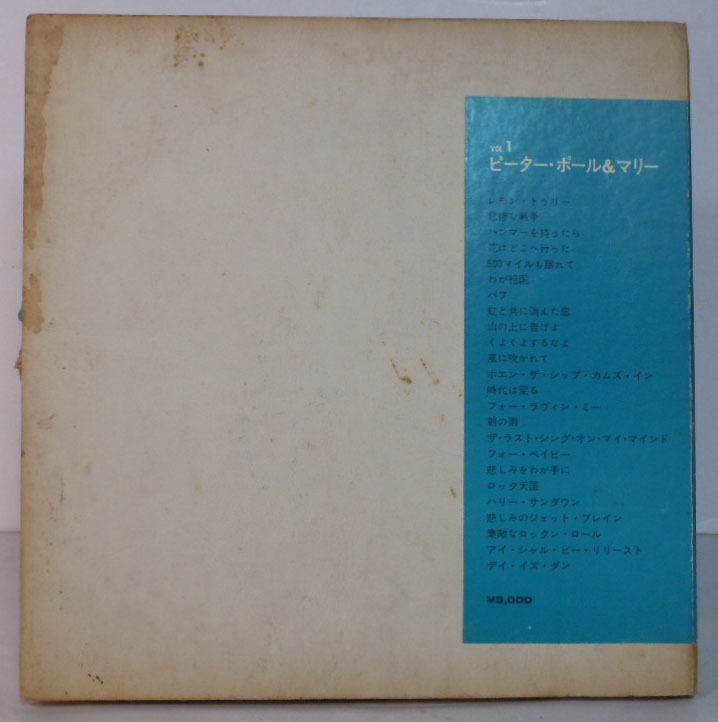 VOL 1
ピーター・ポール&マリー
レモン・トゥリー
悲惨な戦争
ハンマーを持ったら
花はどこへ行った
500マイルも離れて
わが祖国
パフ
虹と共に消えた恋
山の上に告げよ
くよくよするなよ
風に吹かれて
ホエン・ザ・シップ・カムズ・イン
時代は変る
フォー・ラヴィン・ミー
朝の雨
ザ・ラスト・シング・オン・マイ・マインド
フォー・ベイビー
悲しみをわが手に
ロック天国
ハリー・サンダウン
悲しみのジェット・プレイン
素敵なロックン・ロール
アイ・シャル・ビー・リリースト
デイ・イズ・ダン
¥3,000